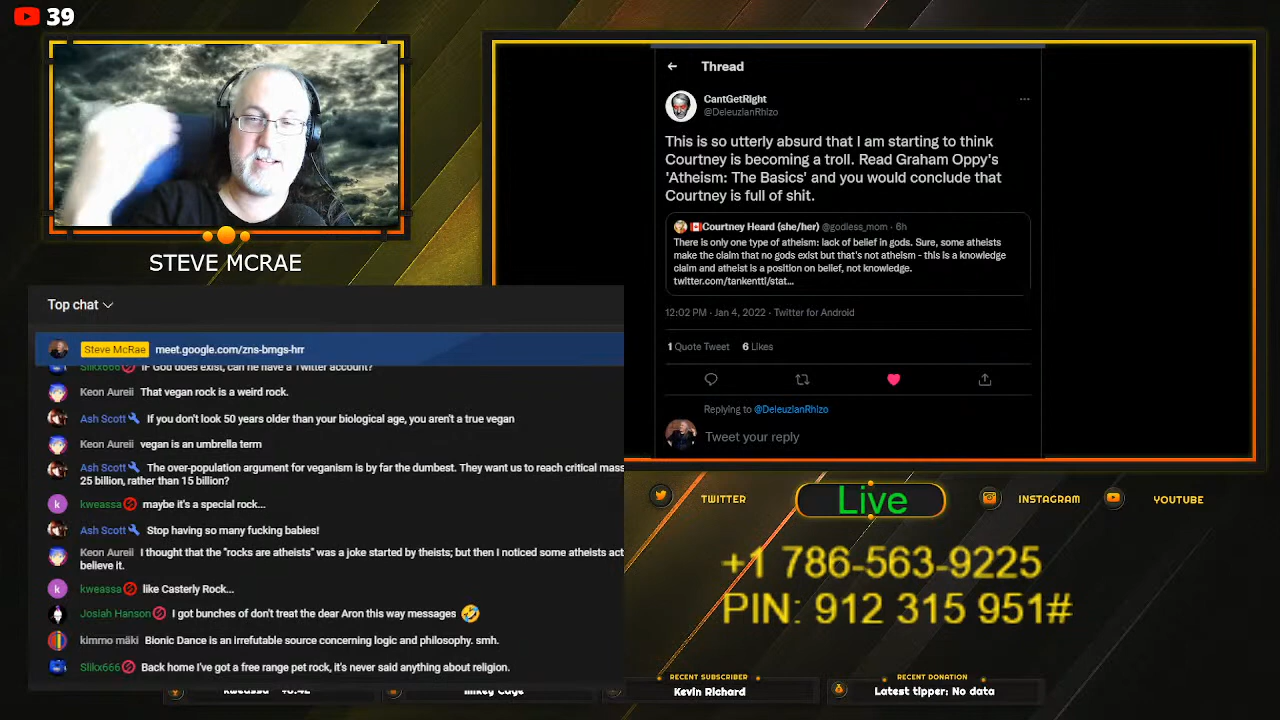 39
STEVE MCRAE
Top chat
Steve McRae meet.google.com/zns-bmgs-hrr
Slikx666 IF God does exist, can he have a Twitter account?
Keon Aureii That vegan rock is a weird rock.
Ash Scott If you don't look 50 years older than your biological age, you aren't a true vegan
Keon Aureii vegan is an umbrella term
Ash Scott The over-population argument for veganism is by far the dumbest. They want us to reach critical mass
25 billion, rather than 15 billion?
k kweassa maybe it's a special rock...
Ash Scott Stop having so many fucking babies!
Keon Aureii I thought that the "rocks are atheists" was a joke started by theists; but then I noticed some atheists act
believe it.
k kweassa like Casterly Rock...
Josiah Hanson I got bunches of don't treat the dear Aron this way messages 🤣
kimmo mäki Bionic Dance is an irrefutable source concerning logic and philosophy. smh.
Slikx666 Back home I've got a free range pet rock, it's never said anything about religion.
Thread
CantGetRight
@DeleuzianRhizo
This is so utterly absurd that I am starting to think
Courtney is becoming a troll. Read Graham Oppy's
'Atheism: The Basics' and you would conclude that
Courtney is full of shit.
Courtney Heard (she/her) @godless_mom · 6h
There is only one type of atheism: lack of belief in gods. Sure, some atheists
make the claim that no gods exist but that's not atheism - this is a knowledge
claim and atheist is a position on belief, not knowledge.
twitter.com/tankentti/stat...
12:02 PM · Jan 4, 2022 · Twitter for Android
1 Quote Tweet 6 Likes
Replying to @DeleuzianRhizo
Tweet your reply
TWITTER
Live
INSTAGRAM
YOUTUBE
+1 786-563-9225
PIN: 912 315 951#
RECENT SUBSCRIBER
Kevin Richard
RECENT DONATION
Latest tipper: No data